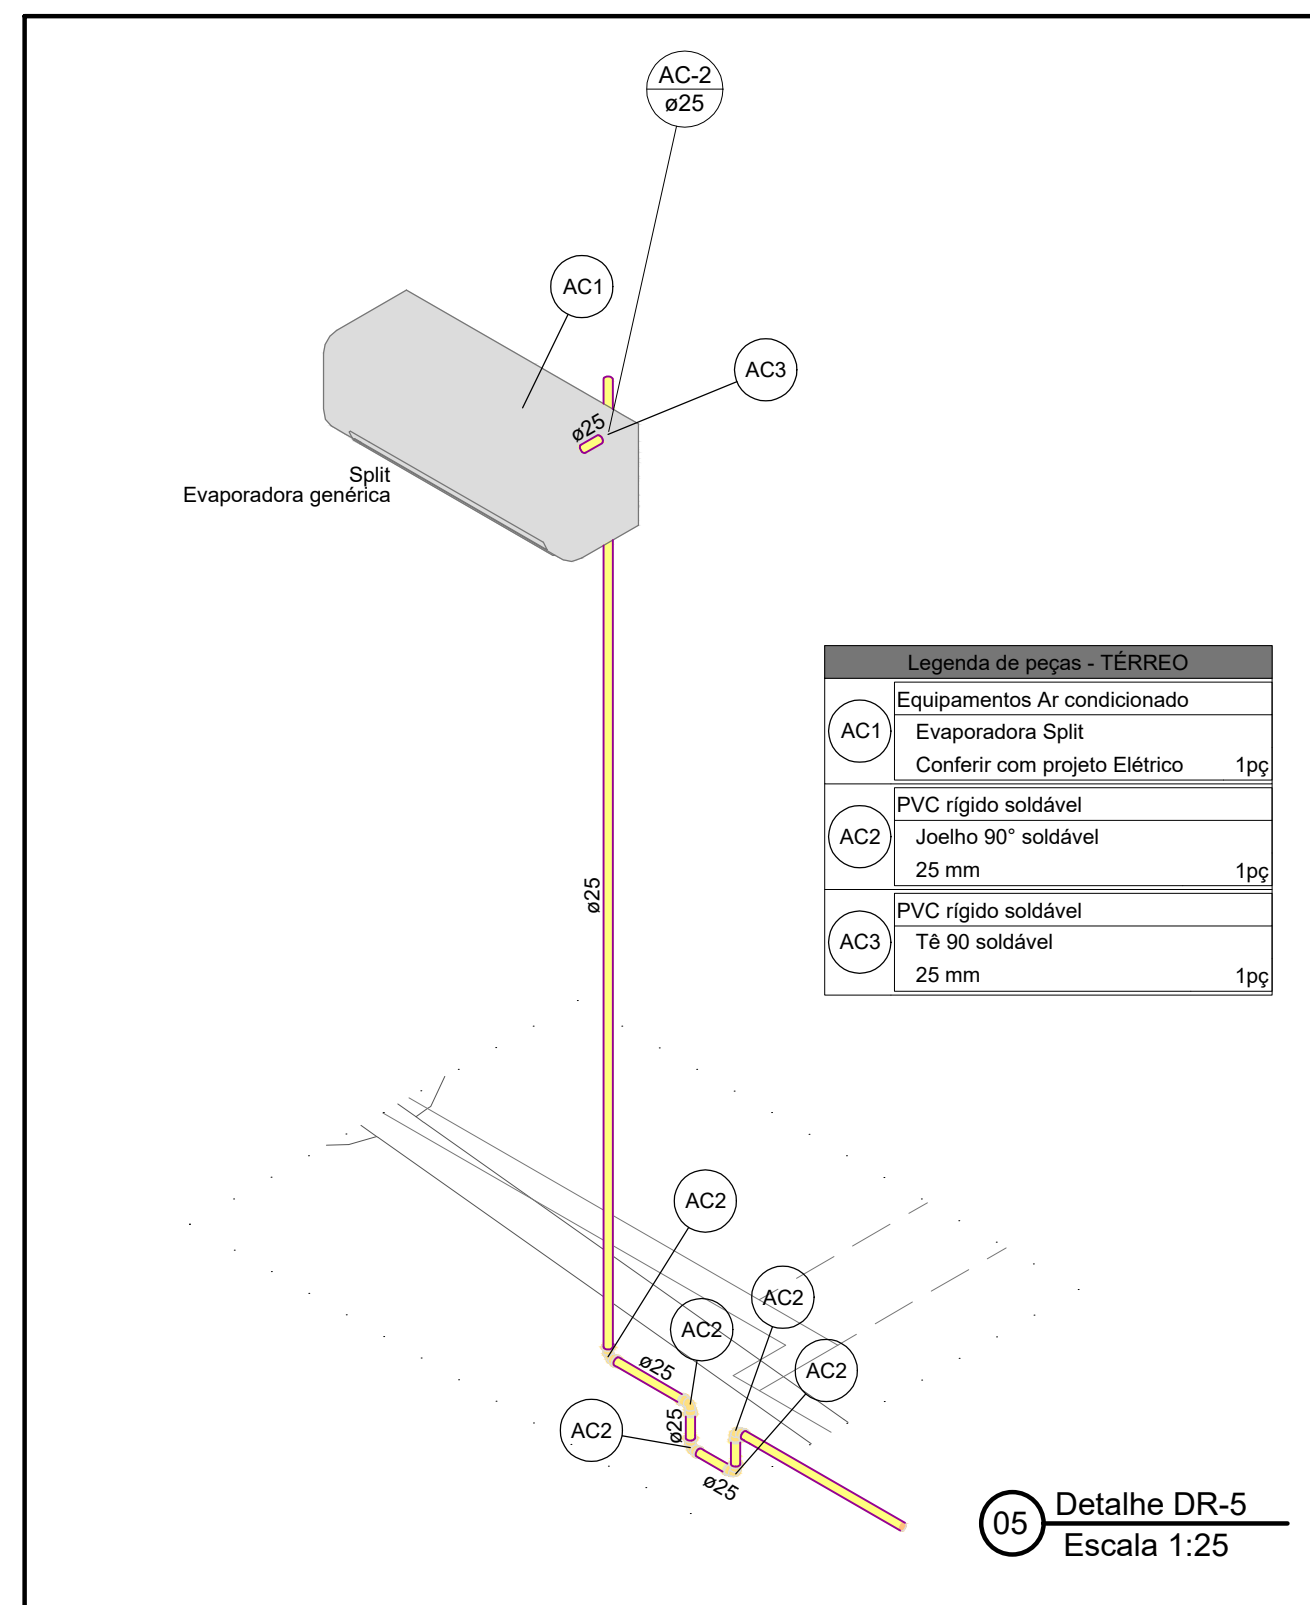 AC-2
ø25
AC1
AC3
ø25
Split
Evaporadora genérica
Legenda de peças - TÉRREO
Equipamentos Ar condicionado
AC1
Evaporadora Split
Conferir com projeto Elétrico 1pç
PVC rígido soldável
AC2
Joelho 90° soldável
25 mm 1pç
PVC rígido soldável
AC3
Tê 90 soldável
25 mm 1pç
ø25
AC2
AC2
AC2
ø25
AC2
ø25
AC2
ø25
05
Detalhe DR-5
Escala 1:25